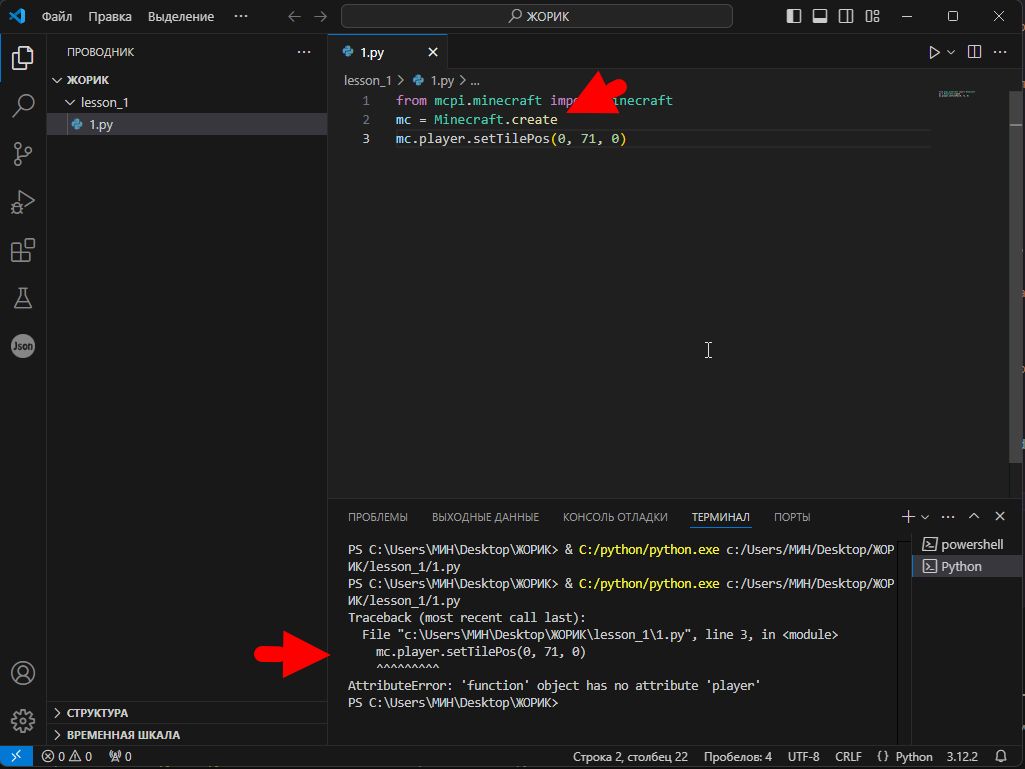 Файл Правка Выделение ··· ЖОРИК
ПРОВОДНИК ···
ЖОРИК
lesson_1
1.py
СТРУКТУРА
ВРЕМЕННАЯ ШКАЛА
Json
1.py
lesson_1 > 1.py > ...
1 from mcpi.minecraft
2 mc = Minecraft.create
3 mc.player.setTilePos(0, 71, 0)
ПРОБЛЕМЫ ВЫХОДНЫЕ ДАННЫЕ КОНСОЛЬ ОТЛАДКИ ТЕРМИНАЛ ПОРТЫ
PS C:\Users\МИН\Desktop\ЖОРИК> & C:/python/python.exe c:/Users/МИН/Desktop/ЖОР
ИК/lesson_1/1.py
PS C:\Users\МИН\Desktop\ЖОРИК> & C:/python/python.exe c:/Users/МИН/Desktop/ЖОР
ИК/lesson_1/1.py
Traceback (most recent call last):
File "c:\Users\МИН\Desktop\ЖОРИК\lesson_1\1.py", line 3, in <module>
mc.player.setTilePos(0, 71, 0)
^^^^^^^^^
AttributeError: 'function' object has no attribute 'player'
PS C:\Users\МИН\Desktop\ЖОРИК>
powershell
Python
0 0 0 Строка 2, столбец 22 Пробелов: 4 UTF-8 CRLF {} Python 3.12.2